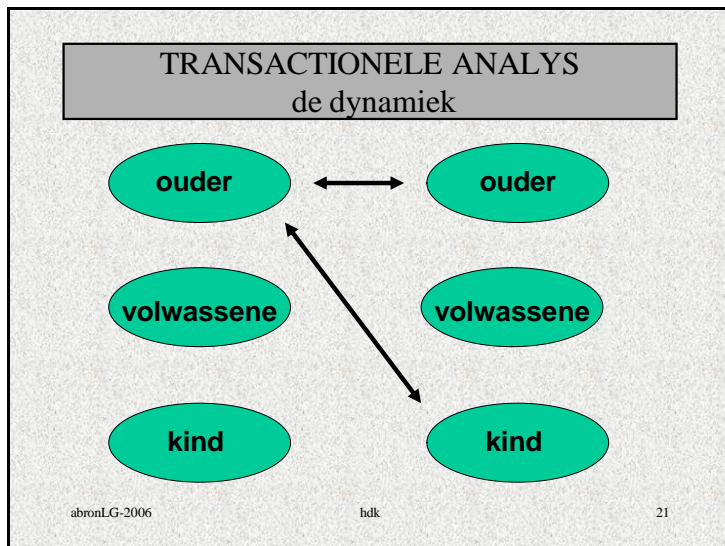 TRANSACTIONELE ANALYS
de dynamiek
ouder ouder
volwassene volwassene
kind kind
abronLG-2006 hdk 21